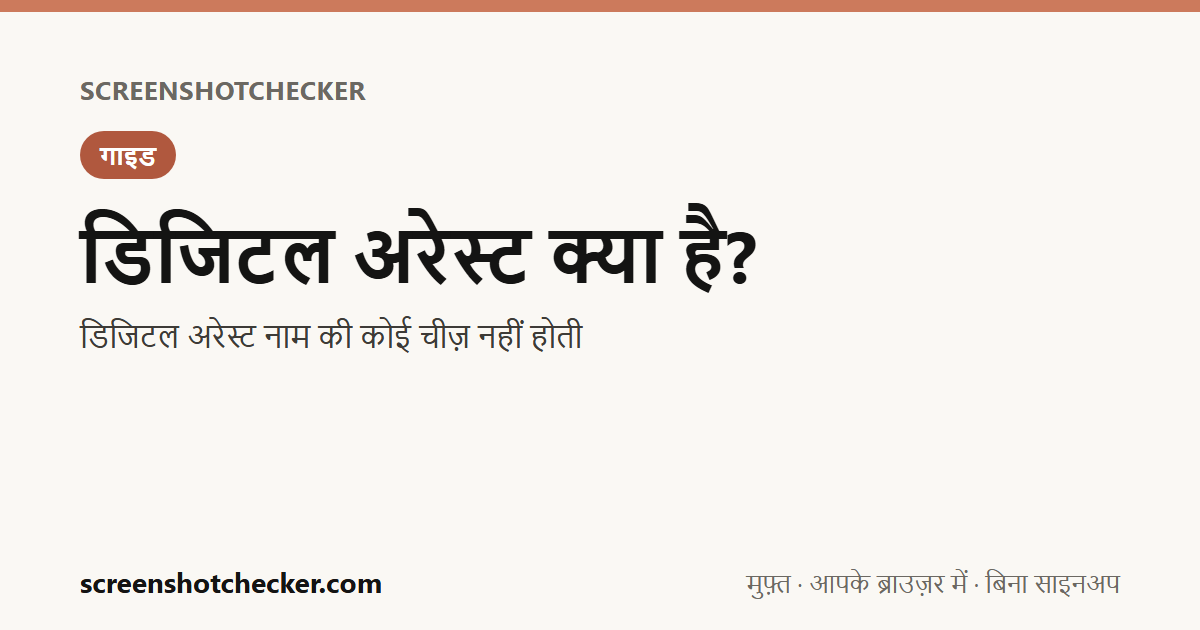 SCREENSHOTCHECKER
गाइड
डिजिटल अरेस्ट क्या है?
डिजिटल अरेस्ट नाम की कोई चीज़ नहीं होती
screenshotchecker.com
मुफ़्त · आपके ब्राउज़र में · बिना साइनअप